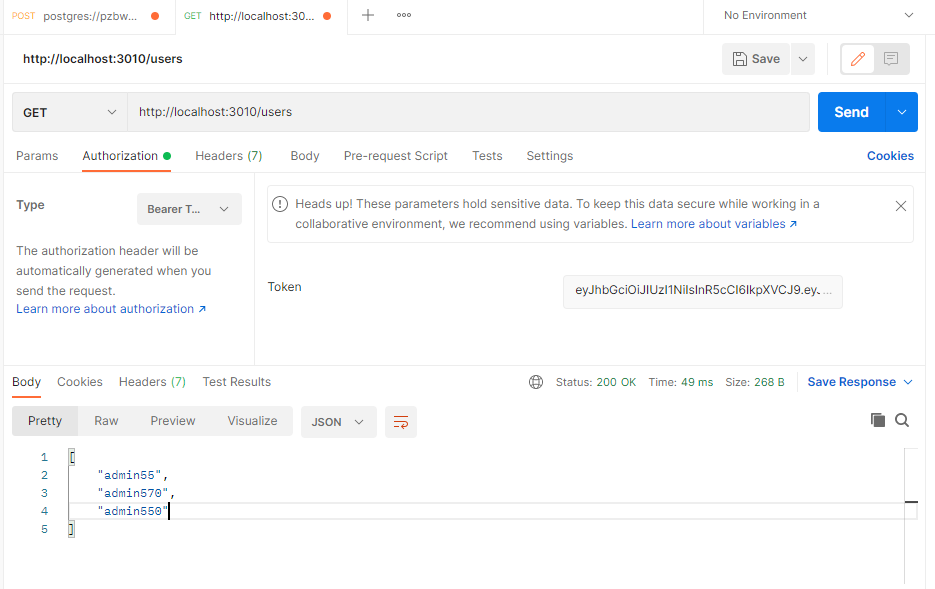 POST postgres://pzbw...
GET http://localhost:30...
No Environment
http://localhost:3010/users
Save
GET http://localhost:3010/users
Send
Params Authorization Headers (7) Body Pre-request Script Tests Settings Cookies
Type
Bearer T...
The authorization header will be
automatically generated when you
send the request.
Learn more about authorization ↗
Heads up! These parameters hold sensitive data. To keep this data secure while working in a
collaborative environment, we recommend using variables. Learn more about variables ↗
Token
eyJhbGciOiJIUzI1NiIsInR5cCI6IkpXVCJ9.eyJ...
Body Cookies Headers (7) Test Results
Status: 200 OK Time: 49 ms Size: 268 B
Save Response
Pretty Raw Preview Visualize JSON
1 [
2 "admin55",
3 "admin570",
4 "admin550"
5 ]